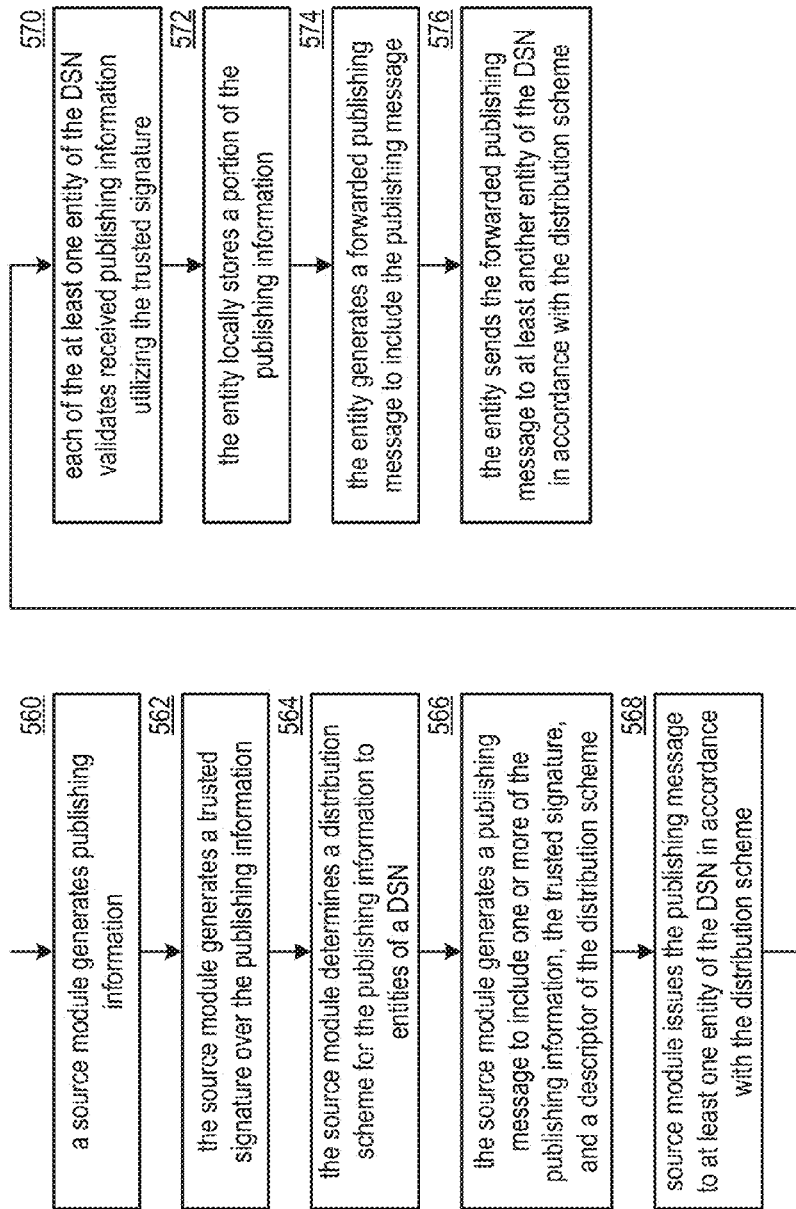 560
a source module generates publishing
information
562
the source module generates a trusted
signature over the publishing information
564
the source module determines a distribution
scheme for the publishing information to
entities of a DSN
566
the source module generates a publishing
message to include one or more of the
publishing information, the trusted signature,
and a descriptor of the distribution scheme
568
source module issues the publishing message
to at least one entity of the DSN in accordance
with the distribution scheme
570
each of the at least one entity of the DSN
validates received publishing information
utilizing the trusted signature
572
the entity locally stores a portion of the
publishing information
574
the entity generates a forwarded publishing
message to include the publishing message
576
the entity sends the forwarded publishing
message to at least another entity of the DSN
in accordance with the distribution scheme